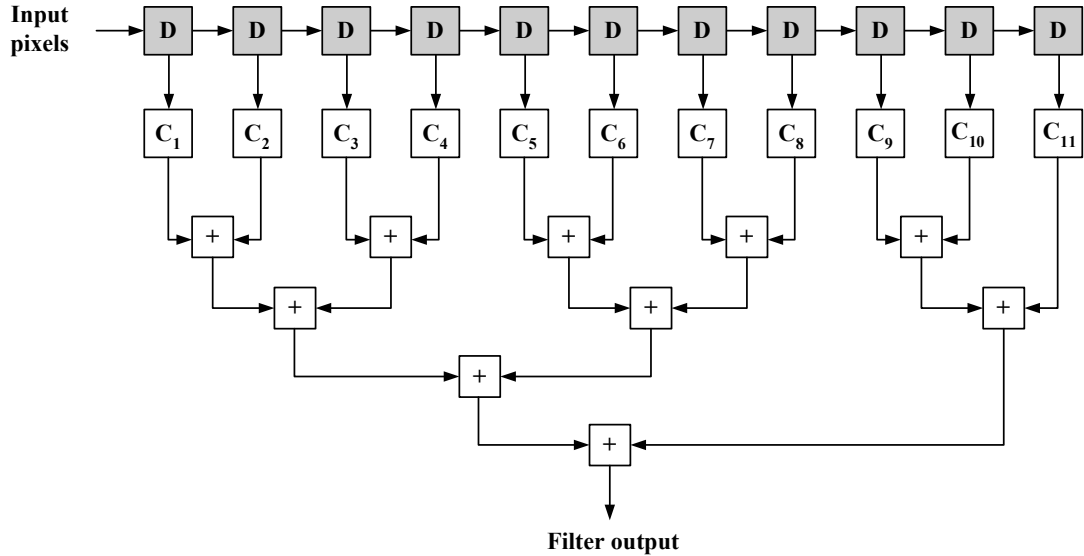 Input
pixels
D D D D D D D D D D D
C1 C2 C3 C4 C5 C6 C7 C8 C9 C10 C11
+ + + + +
+ + +
+
+
Filter output